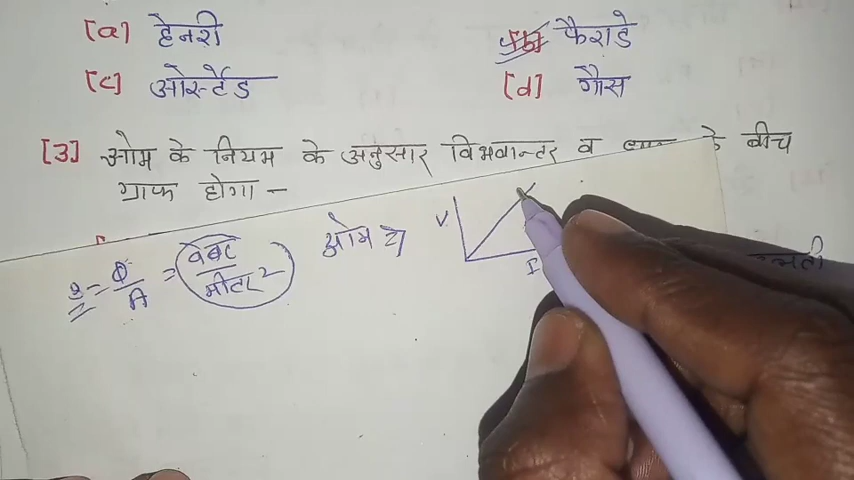 [a] हेनरी [b] फैराडे
[c] ओर्स्टेड [d] गौस
[3] ओम के नियम के अनुसार विभवान्तर व के बीच
ग्राफ होगा -
B = Φ/A = वेबर/मीटर² ओम V I